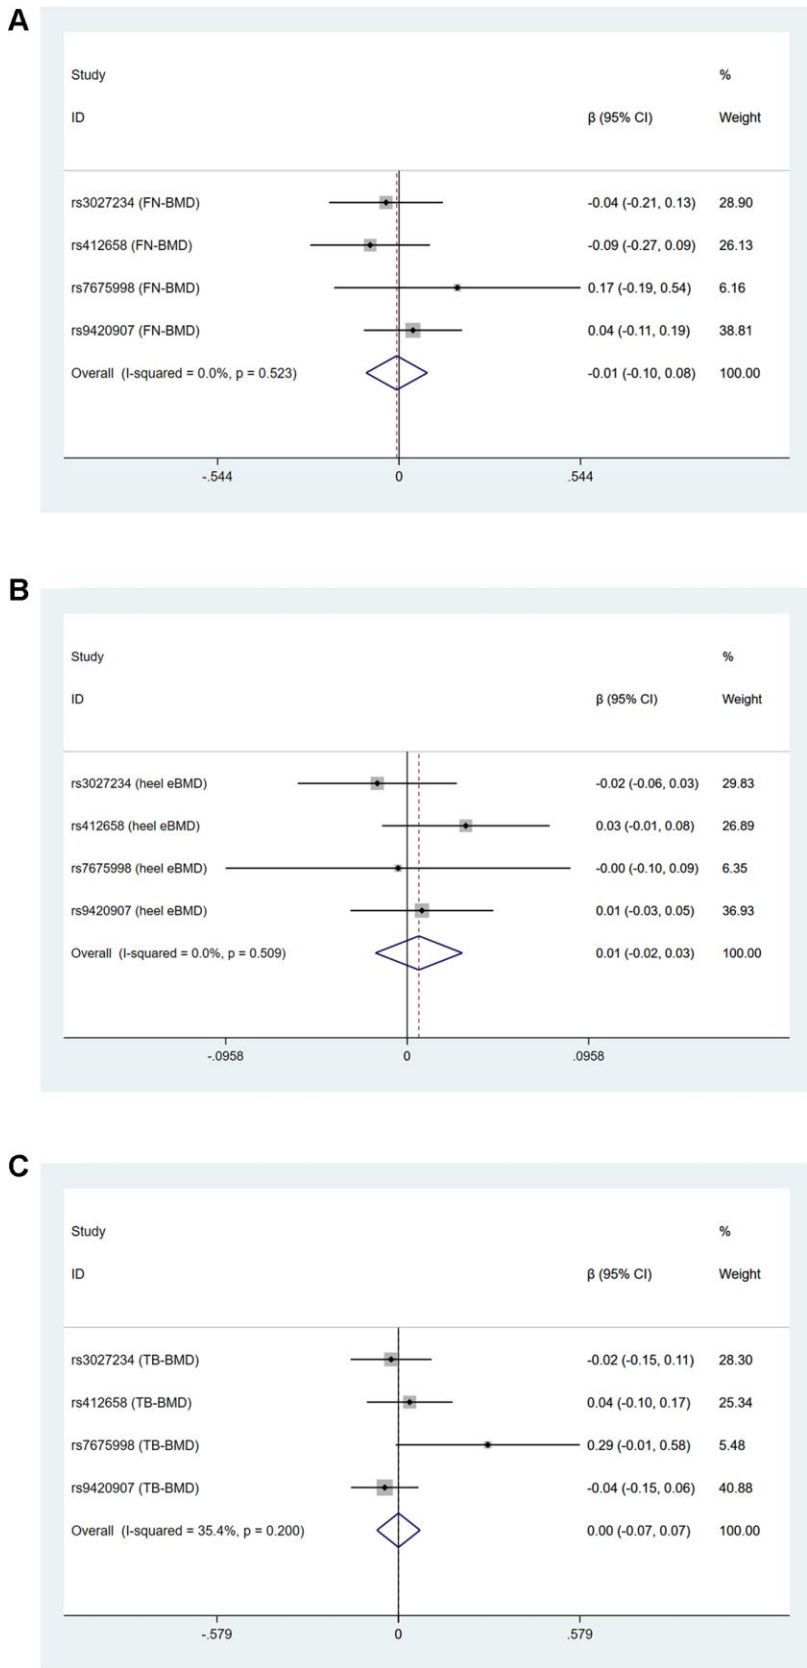 A
Study %
ID β (95% CI) Weight
rs3027234 (FN-BMD) -0.04 (-0.21, 0.13) 28.90
rs412658 (FN-BMD) -0.09 (-0.27, 0.09) 26.13
rs7675998 (FN-BMD) 0.17 (-0.19, 0.54) 6.16
rs9420907 (FN-BMD) 0.04 (-0.11, 0.19) 38.81
Overall (I-squared = 0.0%, p = 0.523) -0.01 (-0.10, 0.08) 100.00
-.544 0 .544
B
Study %
ID β (95% CI) Weight
rs3027234 (heel eBMD) -0.02 (-0.06, 0.03) 29.83
rs412658 (heel eBMD) 0.03 (-0.01, 0.08) 26.89
rs7675998 (heel eBMD) -0.00 (-0.10, 0.09) 6.35
rs9420907 (heel eBMD) 0.01 (-0.03, 0.05) 36.93
Overall (I-squared = 0.0%, p = 0.509) 0.01 (-0.02, 0.03) 100.00
-.0958 0 .0958
C
Study %
ID β (95% CI) Weight
rs3027234 (TB-BMD) -0.02 (-0.15, 0.11) 28.30
rs412658 (TB-BMD) 0.04 (-0.10, 0.17) 25.34
rs7675998 (TB-BMD) 0.29 (-0.01, 0.58) 5.48
rs9420907 (TB-BMD) -0.04 (-0.15, 0.06) 40.88
Overall (I-squared = 35.4%, p = 0.200) 0.00 (-0.07, 0.07) 100.00
-.579 0 .579